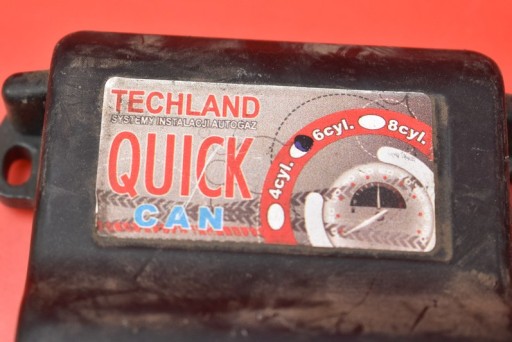 TECHLAND
SYSTEMY INSTALACJI AUTOGAZ
QUICK
CAN
4cyl.
6cyl.
8cyl.